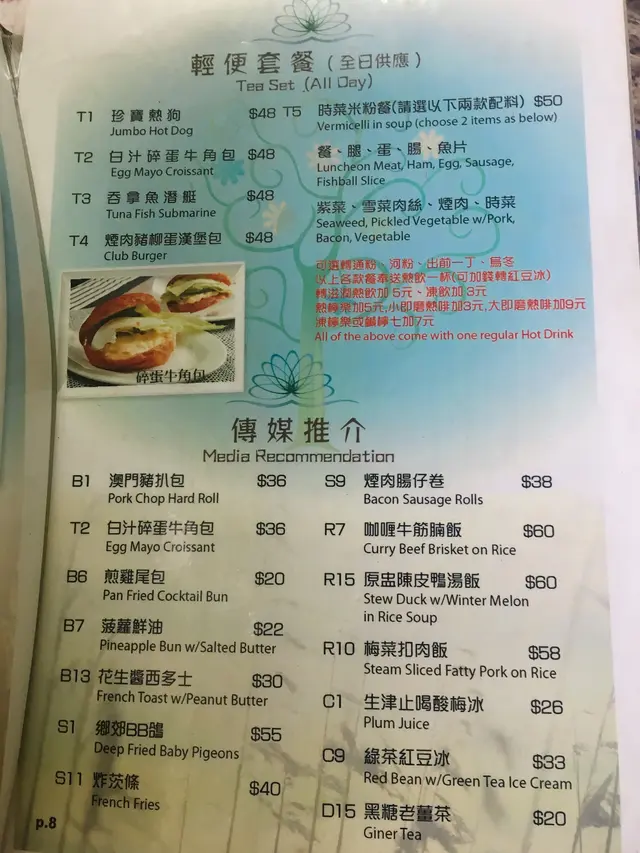 輕便套餐(全日供應)
Tea Set (All Day)
T1 珍寶熱狗 $48
Jumbo Hot Dog
T2 白汁碎蛋牛角包 $48
Egg Mayo Croissant
T3 吞拿魚潛艇 $48
Tuna Fish Submarine
T4 煙肉豬柳蛋漢堡包 $48
Club Burger
碎蛋牛角包
T5 時菜米粉餐(請選以下兩款配料) $50
Vermicelli in soup (choose 2 items as below)
餐、腿、蛋、腸、魚片
Luncheon Meat, Ham, Egg, Sausage,
Fishball Slice
紫菜、雪菜肉絲、煙肉、時菜
Seaweed, Pickled Vegetable w/Pork,
Bacon, Vegetable
可選轉通粉、河粉、出前一丁、烏冬
以上各款餐奉送熱飲一杯(可加錢轉紅豆冰)
轉滋潤熱飲加 6元、凍飲加 3元
熱檸樂加5元,小即磨熱啡加3元,大即磨熱啡加9元
凍檸樂或鹹檸七加7元
All of the above come with one regular Hot Drink
傳媒推介
Media Recommendation
B1 澳門豬扒包 $36
Pork Chop Hard Roll
T2 白汁碎蛋牛角包 $36
Egg Mayo Croissant
B6 煎雞尾包 $20
Pan Fried Cocktail Bun
B7 菠蘿鮮油 $22
Pineapple Bun w/Salted Butter
B13 花生醬西多士 $30
French Toast w/Peanut Butter
S1 鄉郊BB鴿 $55
Deep Fried Baby Pigeons
S11 炸茨條 $40
French Fries
S9 煙肉腸仔卷 $38
Bacon Sausage Rolls
R7 咖喱牛筋腩飯 $60
Curry Beef Brisket on Rice
R15 原盅陳皮鴨湯飯 $60
Stew Duck w/Winter Melon
in Rice Soup
R10 梅菜扣肉飯 $58
Steam Sliced Fatty Pork on Rice
C1 生津止喝酸梅冰 $26
Plum Juice
C9 綠茶紅豆冰 $33
Red Bean w/Green Tea Ice Cream
D15 黑糖老薑茶 $20
Giner Tea
p.8